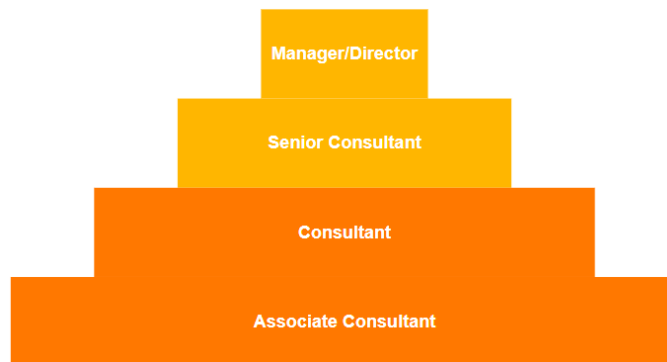 Manager/Director
Senior Consultant
Consultant
Associate Consultant